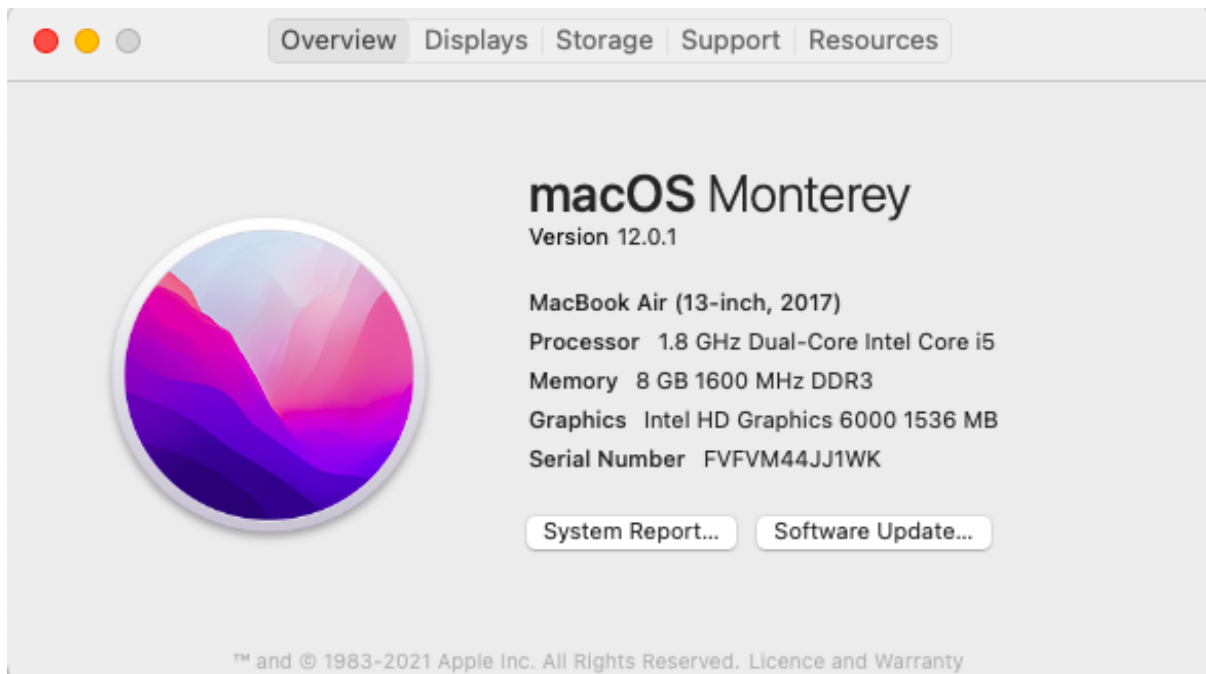 Overview Displays Storage Support Resources
macOS Monterey
Version 12.0.1
MacBook Air (13-inch, 2017)
Processor 1.8 GHz Dual-Core Intel Core i5
Memory 8 GB 1600 MHz DDR3
Graphics Intel HD Graphics 6000 1536 MB
Serial Number FVFVM44JJ1WK
System Report... Software Update...
™ and © 1983-2021 Apple Inc. All Rights Reserved. Licence and Warranty